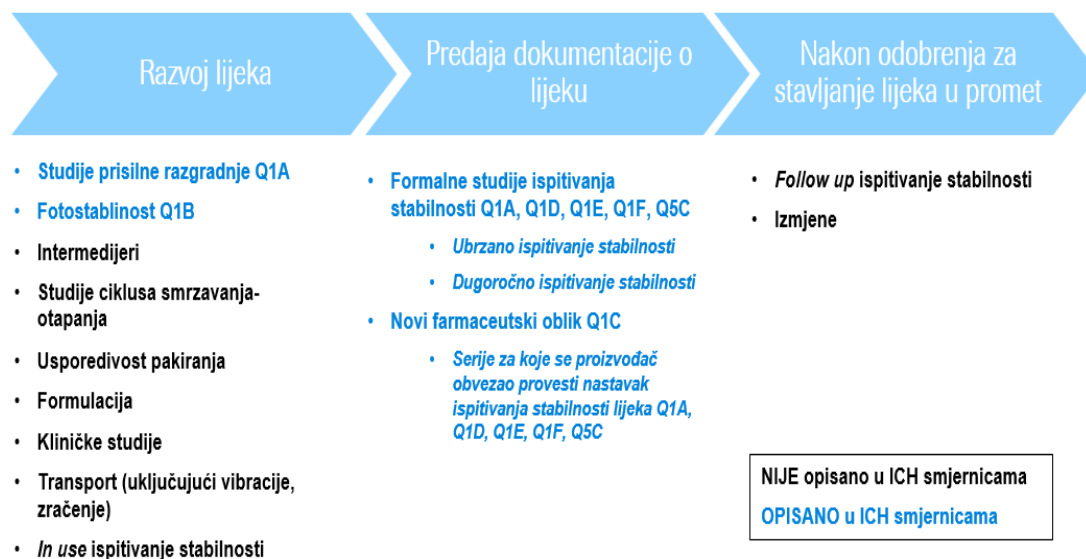 Razvoj lijeka
Predaja dokumentacije o
lijeku
Nakon odobrenja za
stavljanje lijeka u promet
• Studije prisilne razgradnje Q1A
• Fotostablinost Q1B
• Intermedijeri
• Studije ciklusa smrzavanja-
otapanja
• Usporedivost pakiranja
• Formulacija
• Kliničke studije
• Transport (uključujući vibracije,
zračenje)
• In use ispitivanje stabilnosti
• Formalne studije ispitivanja
stabilnosti Q1A, Q1D, Q1E, Q1F, Q5C
• Ubrzano ispitivanje stabilnosti
• Dugoročno ispitivanje stabilnosti
• Novi farmaceutski oblik Q1C
• Serije za koje se proizvođač
obvezao provesti nastavak
ispitivanja stabilnosti lijeka Q1A,
Q1D, Q1E, Q1F, Q5C
• Follow up ispitivanje stabilnosti
• Izmjene
NIJE opisano u ICH smjernicama
OPISANO u ICH smjernicama